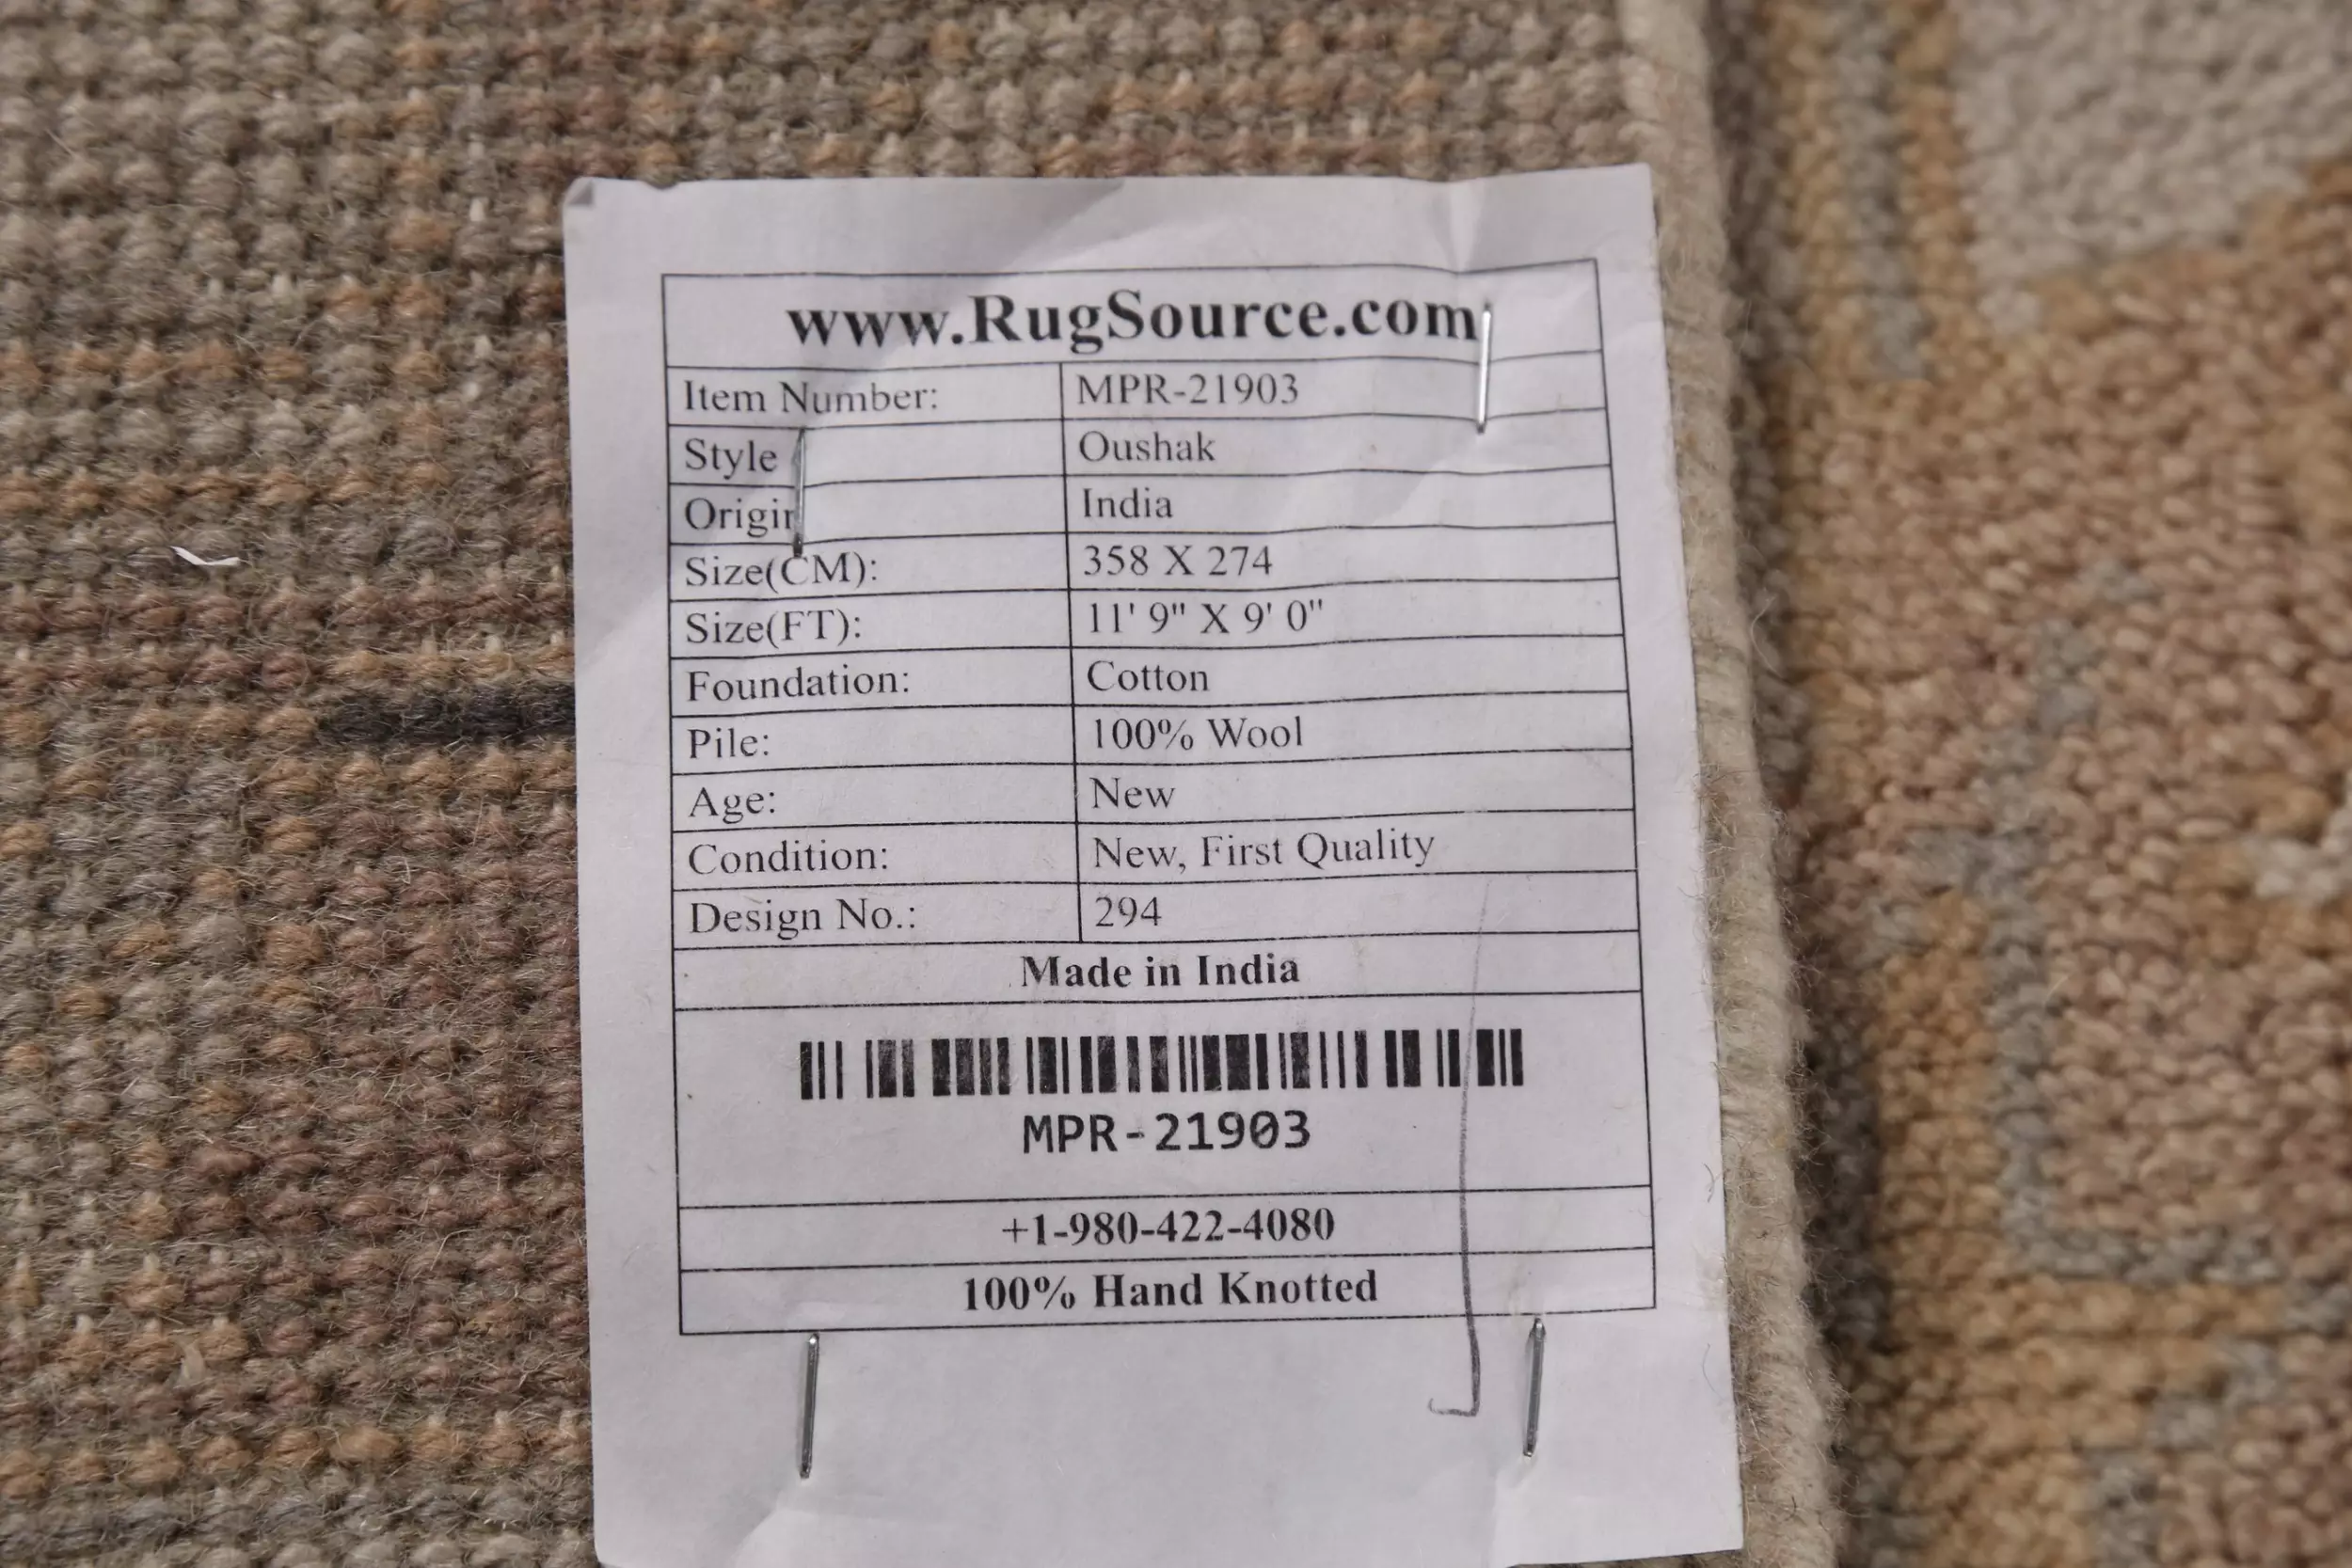 www.RugSource.com
Item Number: MPR-21903
Style Oushak
Origin India
Size(CM): 358 X 274
Size(FT): 11' 9" X 9' 0"
Foundation: Cotton
Pile: 100% Wool
Age: New
Condition: New, First Quality
Design No.: 294
Made in India
MPR-21903
+1-980-422-4080
100% Hand Knotted